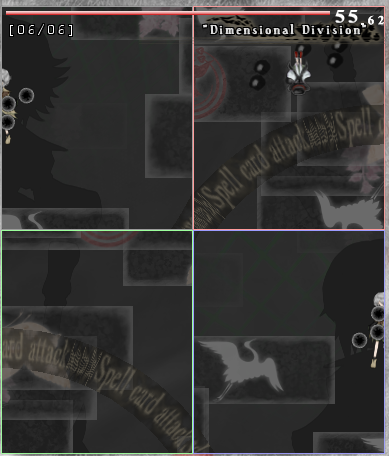 55.62
[06/06]
"Dimensional Division"
Spell card attack!!
Spell
card attack!!
Spell card attack!!